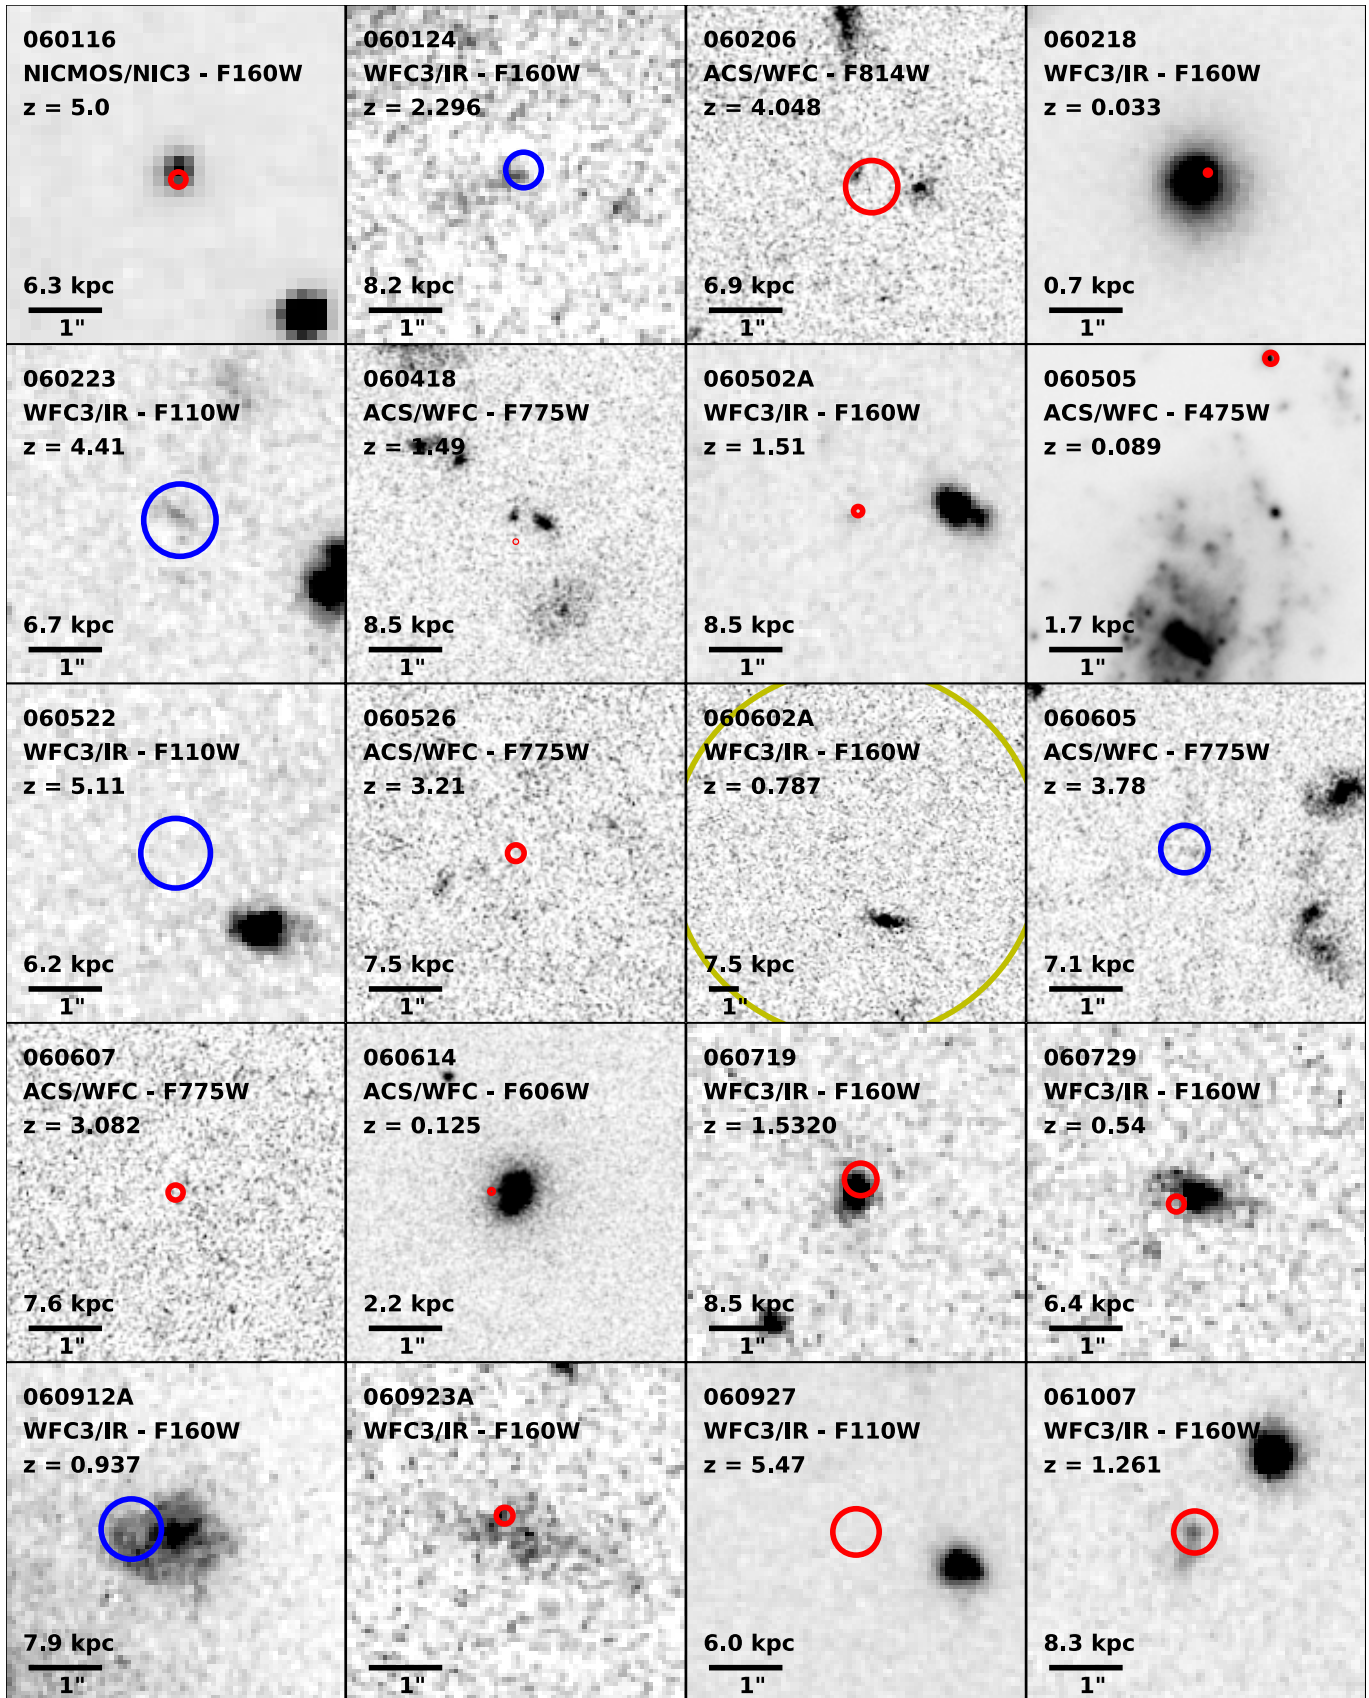 060116
NICMOS/NIC3 - F160W
z = 5.0
6.3 kpc
1"
060124
WFC3/IR - F160W
z = 2.296
8.2 kpc
1"
060206
ACS/WFC - F814W
z = 4.048
6.9 kpc
1"
060218
WFC3/IR - F160W
z = 0.033
0.7 kpc
1"
060223
WFC3/IR - F110W
z = 4.41
6.7 kpc
1"
060418
ACS/WFC - F775W
z = 1.49
8.5 kpc
1"
060502A
WFC3/IR - F160W
z = 1.51
8.5 kpc
1"
060505
ACS/WFC - F475W
z = 0.089
1.7 kpc
1"
060522
WFC3/IR - F110W
z = 5.11
6.2 kpc
1"
060526
ACS/WFC - F775W
z = 3.21
7.5 kpc
1"
060602A
WFC3/IR - F160W
z = 0.787
7.5 kpc
1"
060605
ACS/WFC - F775W
z = 3.78
7.1 kpc
1"
060607
ACS/WFC - F775W
z = 3.082
7.6 kpc
1"
060614
ACS/WFC - F606W
z = 0.125
2.2 kpc
1"
060719
WFC3/IR - F160W
z = 1.5320
8.5 kpc
1"
060729
WFC3/IR - F160W
z = 0.54
6.4 kpc
1"
060912A
WFC3/IR - F160W
z = 0.937
7.9 kpc
1"
060923A
WFC3/IR - F160W
1"
060927
WFC3/IR - F110W
z = 5.47
6.0 kpc
1"
061007
WFC3/IR - F160W
z = 1.261
8.3 kpc
1"